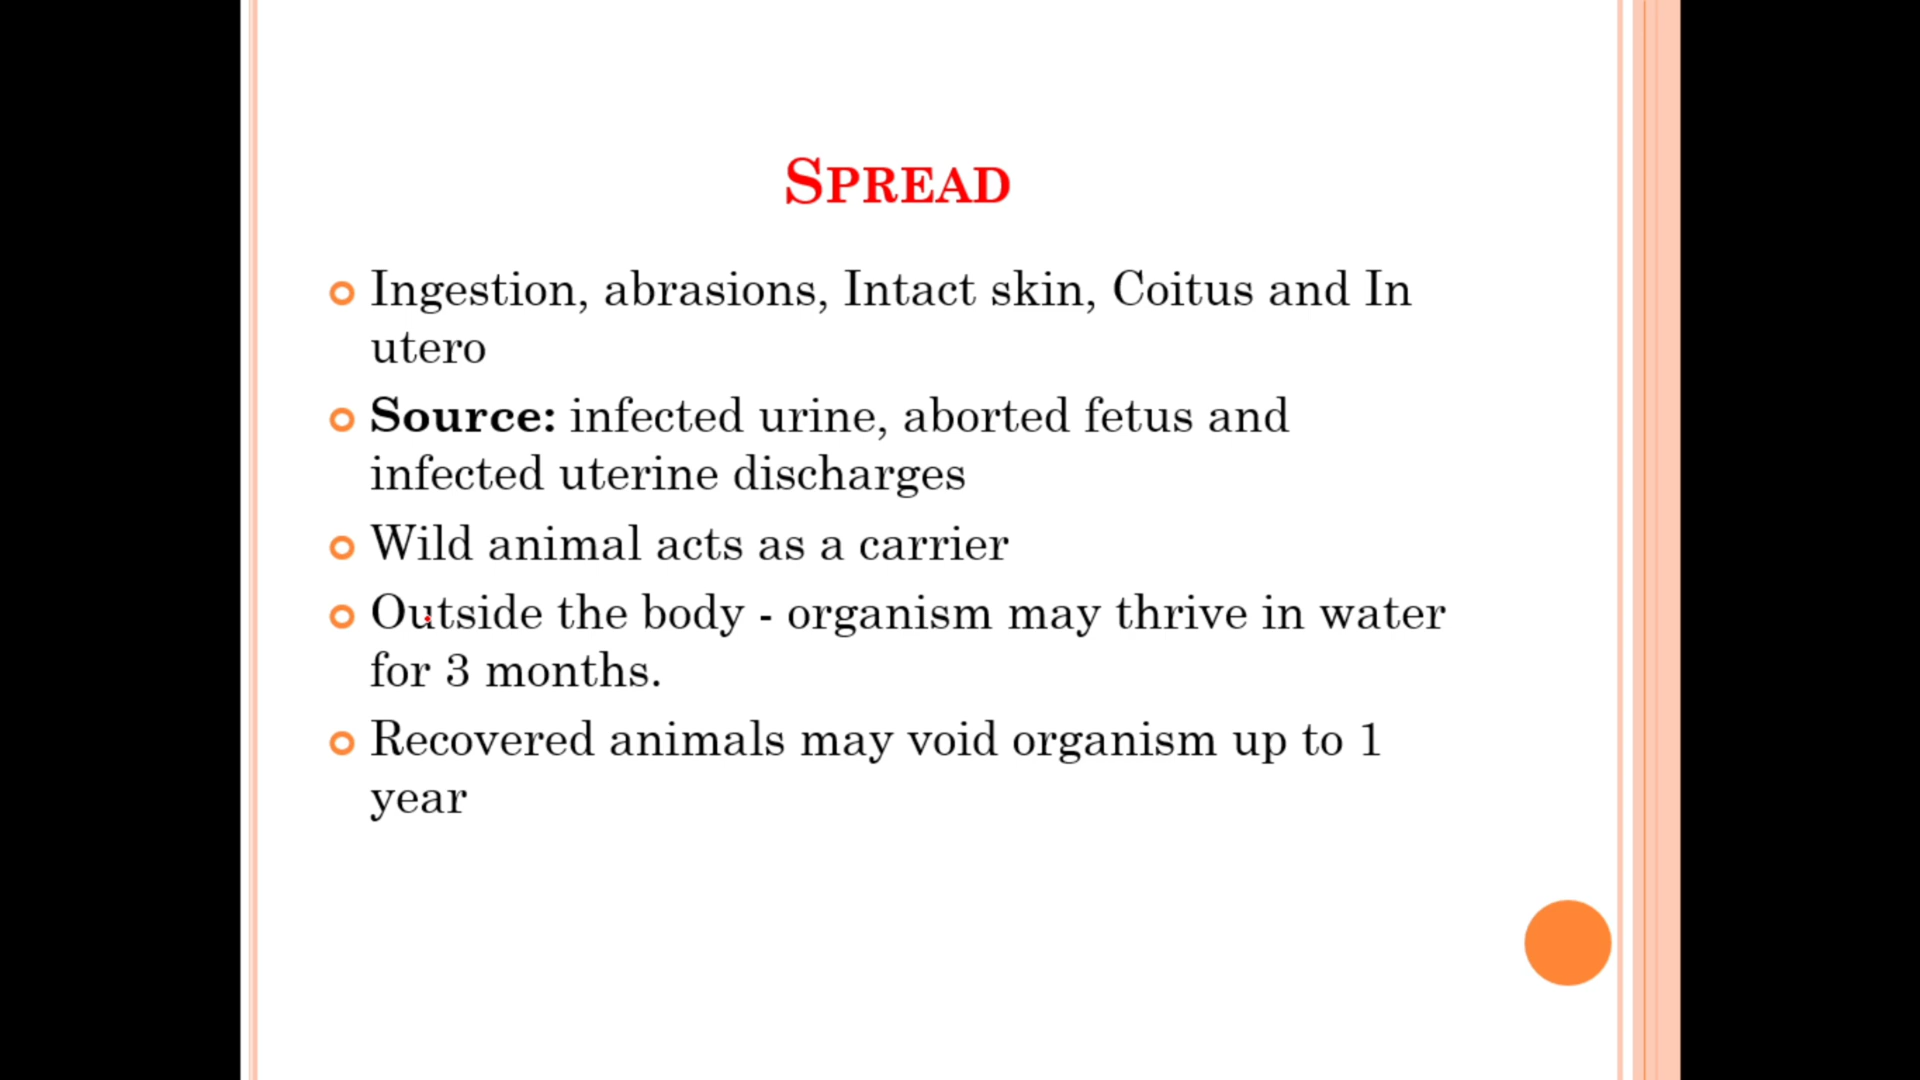 SPREAD
Ingestion, abrasions, Intact skin, Coitus and In
utero
Source: infected urine, aborted fetus and
infected uterine discharges
Wild animal acts as a carrier
Outside the body - organism may thrive in water
for 3 months.
Recovered animals may void organism up to 1
year